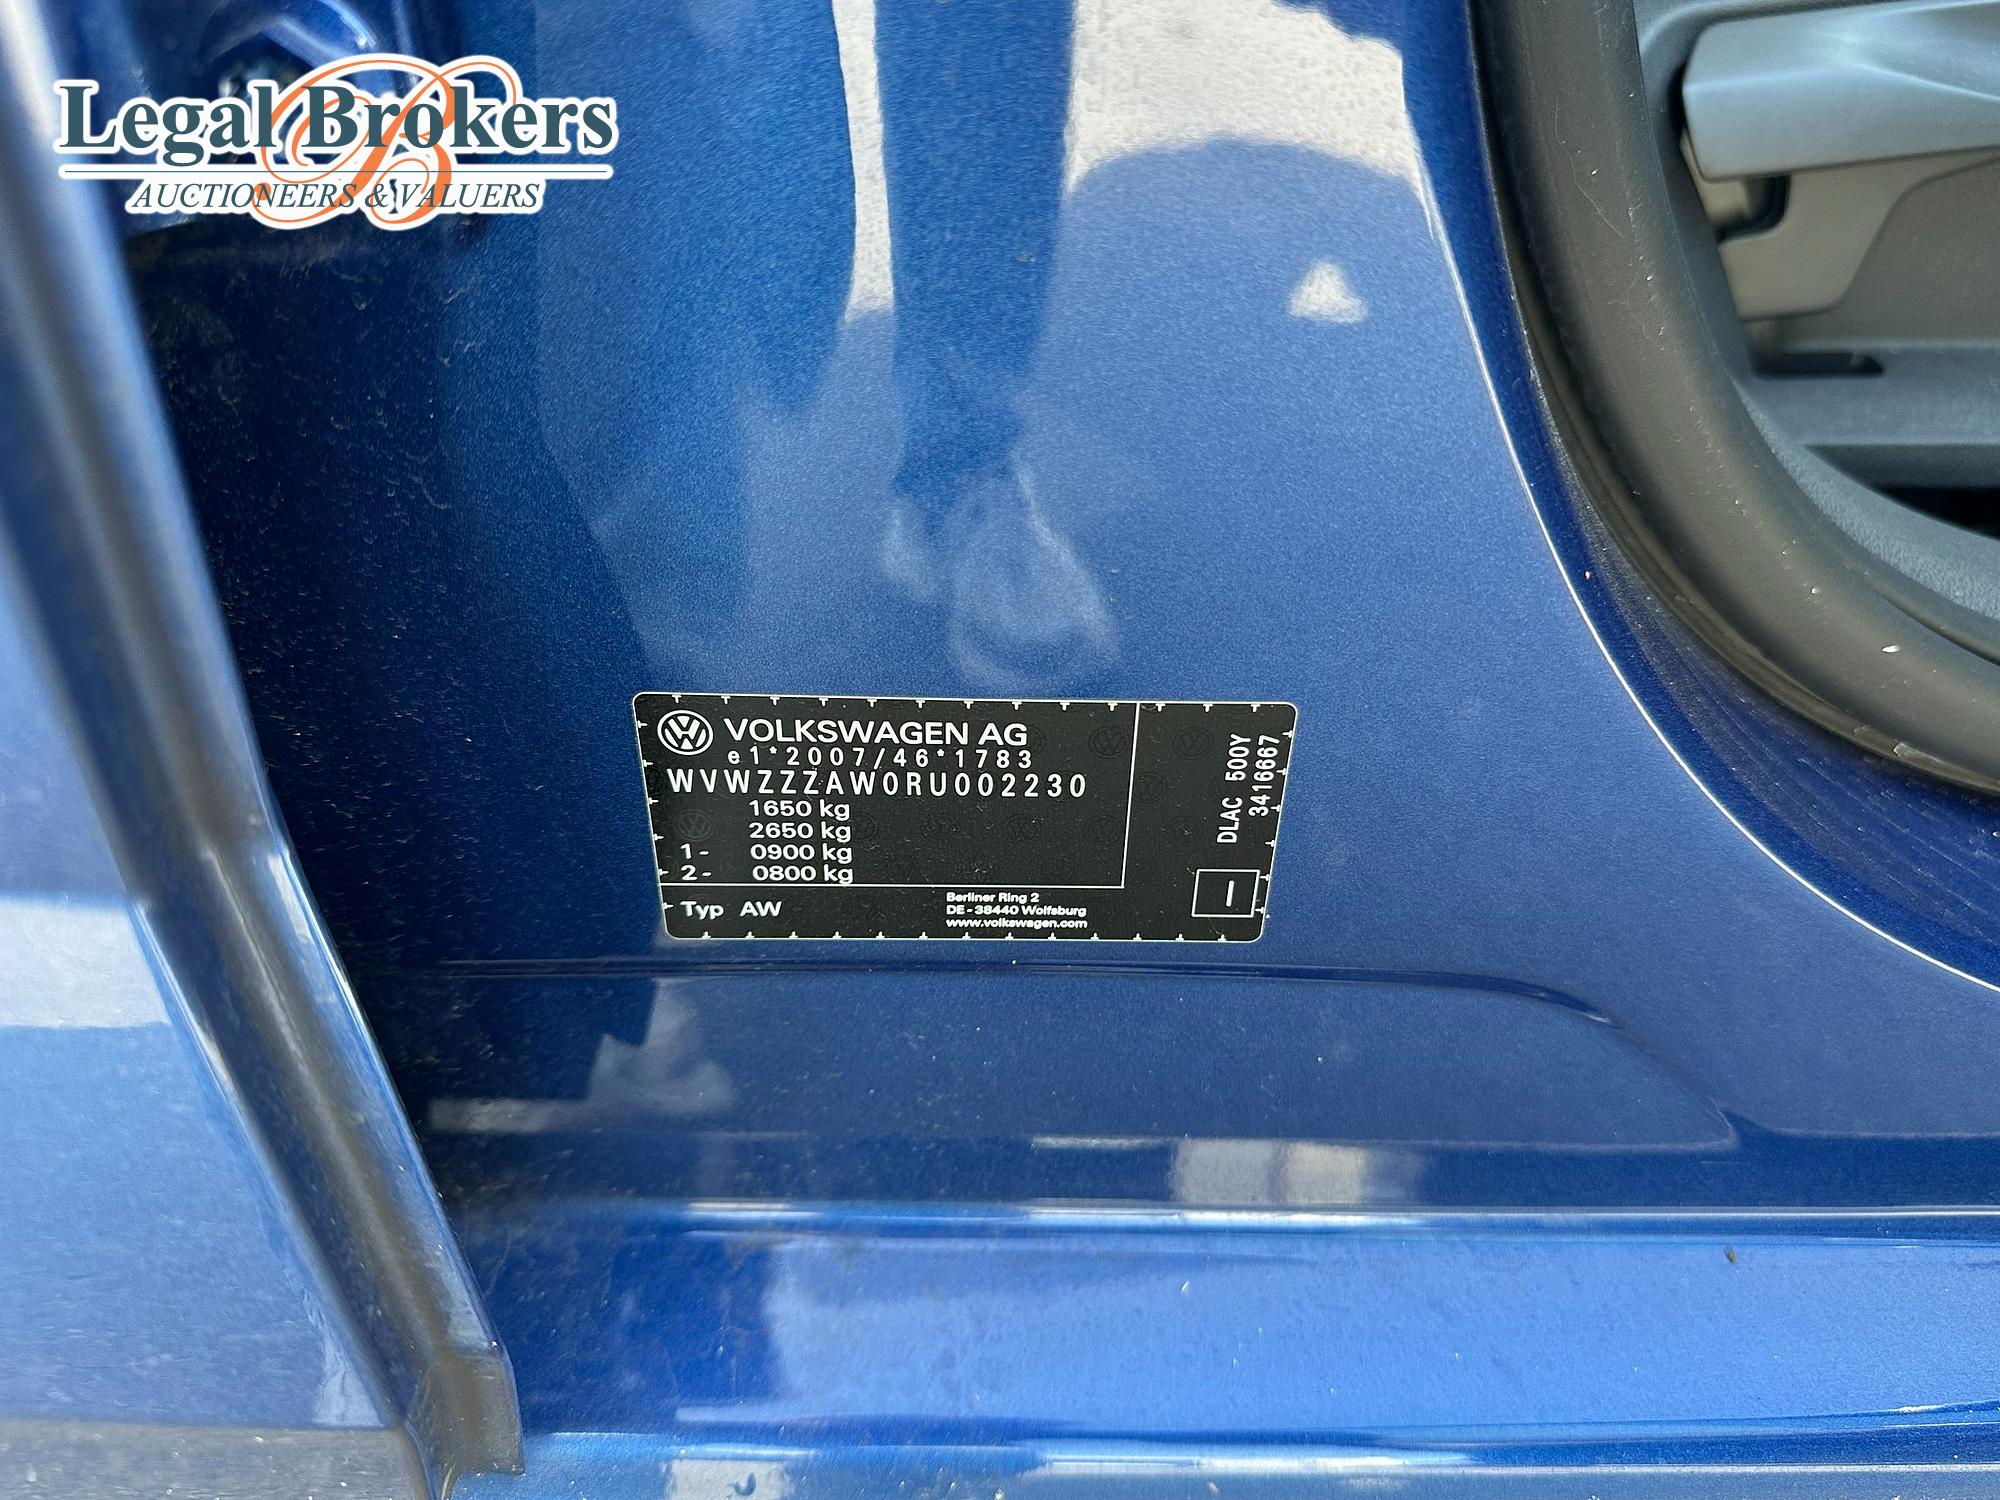 Legal Brokers
AUCTIONEERS & VALUERS
VOLKSWAGEN AG
e1*2007/46*1783
WVWZZZAW0RU002230
1650 kg
2650 kg
1- 0900 kg
2- 0800 kg
Typ AW
Berliner Ring 2
DE-38440 Wolfsburg
www.volkswagen.com
DLAC 500Y
3416667
I